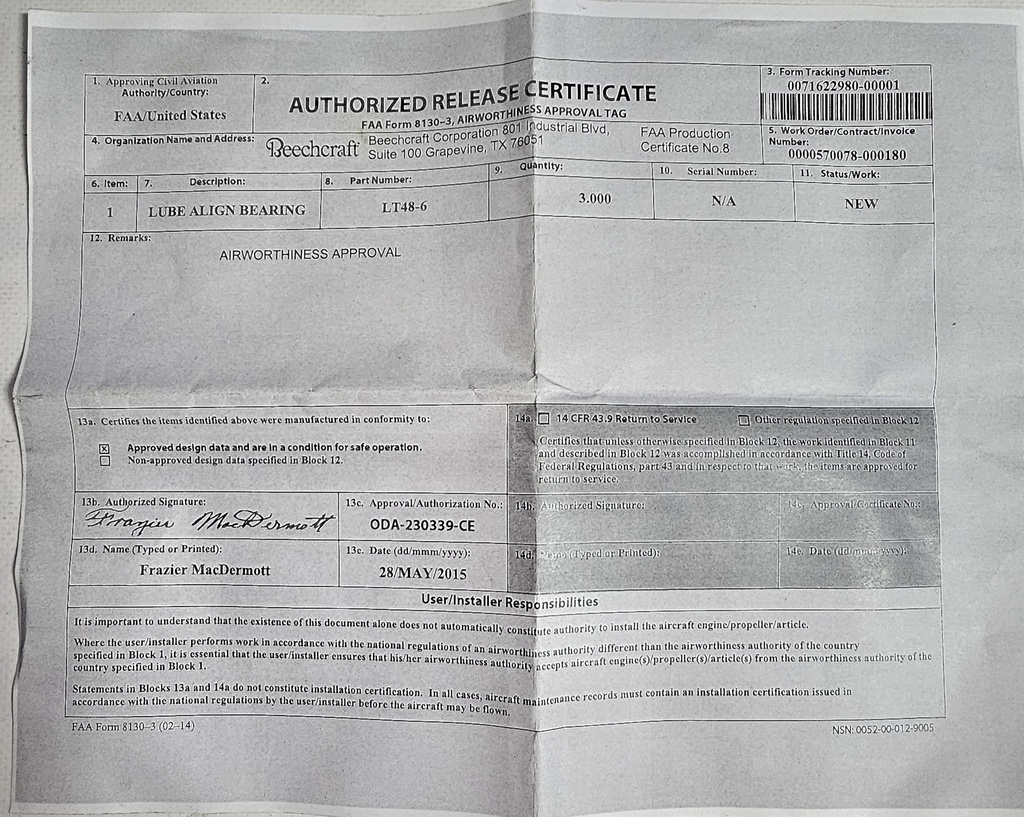 1. Approving Civil Aviation Authority/Country:
FAA/United States
2.
AUTHORIZED RELEASE CERTIFICATE
FAA Form 8130–3, AIRWORTHINESS APPROVAL TAG
3. Form Tracking Number:
0071622980-00001
4. Organization Name and Address:
Beechcraft
Beechcraft Corporation 801 Industrial Blvd,
Suite 100 Grapevine, TX 76051
FAA Production
Certificate No.8
5. Work Order/Contract/Invoice
Number:
0000570078-000180
6. Item:
7. Description:
8. Part Number:
9. Quantity:
10. Serial Number:
11. Status/Work:
1
LUBE ALIGN BEARING
LT48-6
3.000
N/A
NEW
12. Remarks:
AIRWORTHINESS APPROVAL
13a. Certifies the items identified above were manufactured in conformity to:
☒ Approved design data and are in a condition for safe operation.
☐ Non-approved design data specified in Block 12.
14a. ☐ 14 CFR 43.9 Return to Service ☐ Other regulation specified in Block 12
Certifies that unless otherwise specified in Block 12, the work identified in Block 11
and described in Block 12 was accomplished in accordance with Title 14, Code of
Federal Regulations, part 43 and in respect to that work, the items are approved for
return to service.
13b. Authorized Signature:
Frazier MacDermott
13c. Approval/Authorization No.:
ODA-230339-CE
14b. Authorized Signature:
14c. Approval/Certificate No.:
13d. Name (Typed or Printed):
Frazier MacDermott
13e. Date (dd/mmm/yyyy):
28/MAY/2015
14d. Name (Typed or Printed):
14e. Date (dd/mmm/yyyy):
User/Installer Responsibilities
It is important to understand that the existence of this document alone does not automatically constitute authority to install the aircraft engine/propeller/article.
Where the user/installer performs work in accordance with the national regulations of an airworthiness authority different than the airworthiness authority of the country
specified in Block 1, it is essential that the user/installer ensures that his/her airworthiness authority accepts aircraft engine(s)/propeller(s)/article(s) from the airworthiness authority of the
country specified in Block 1.
Statements in Blocks 13a and 14a do not constitute installation certification. In all cases, aircraft maintenance records must contain an installation certification issued in
accordance with the national regulations by the user/installer before the aircraft may be flown.
FAA Form 8130–3 (02–14)
NSN: 0052-00-012-9005